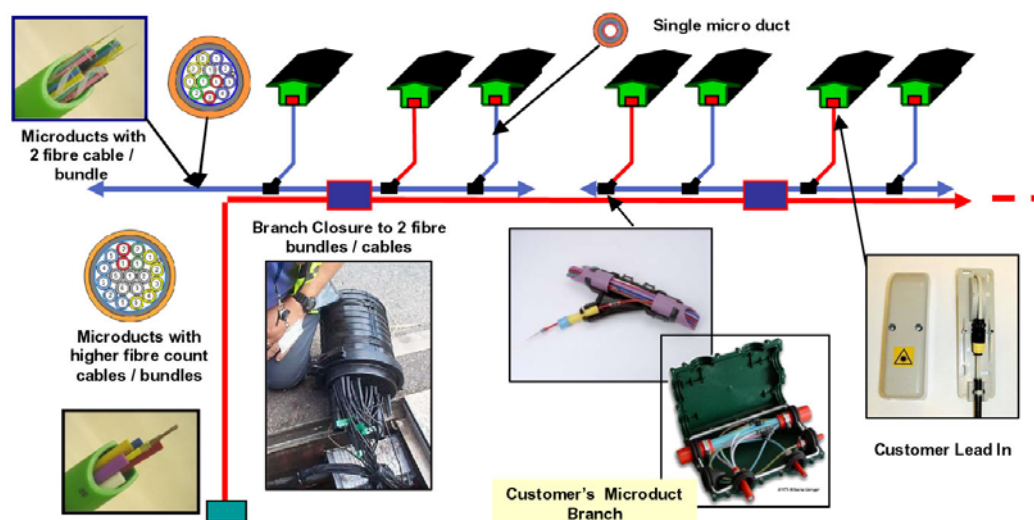 Single micro duct
Microducts with
2 fibre cable /
bundle
Branch Closure to 2 fibre
bundles / cables
Microducts with
higher fibre count
cables / bundles
Customer Lead In
Customer's Microduct
Branch